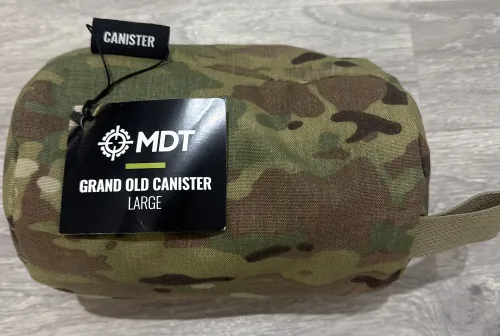 CANISTER
MDT
GRAND OLD CANISTER
LARGE